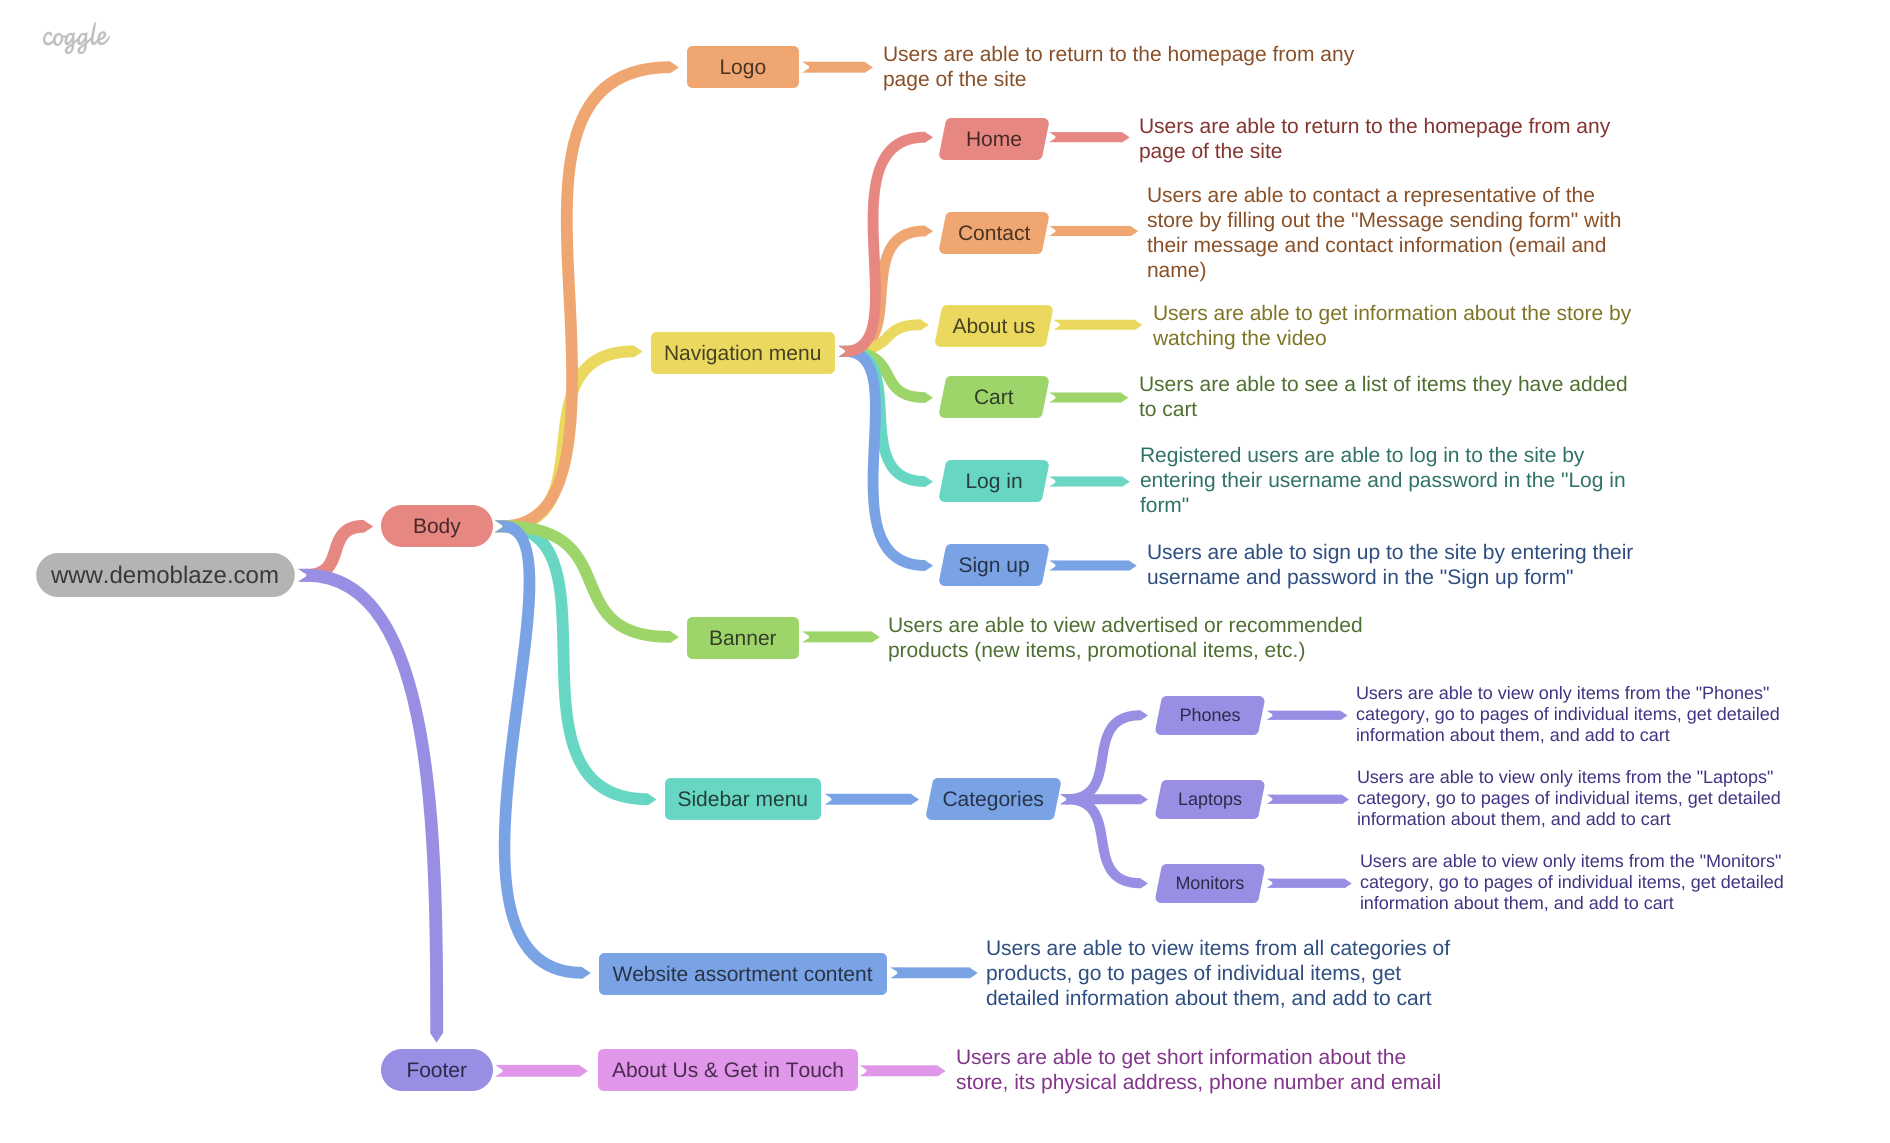 coggle
Logo
Users are able to return to the homepage from any
page of the site
Home
Users are able to return to the homepage from any
page of the site
Contact
Users are able to contact a representative of the
store by filling out the "Message sending form" with
their message and contact information (email and
name)
Navigation menu
About us
Users are able to get information about the store by
watching the video
Cart
Users are able to see a list of items they have added
to cart
Log in
Registered users are able to log in to the site by
entering their username and password in the "Log in
form"
Body
Sign up
Users are able to sign up to the site by entering their
username and password in the "Sign up form"
www.demoblaze.com
Banner
Users are able to view advertised or recommended
products (new items, promotional items, etc.)
Phones
Users are able to view only items from the "Phones"
category, go to pages of individual items, get detailed
information about them, and add to cart
Sidebar menu
Categories
Laptops
Users are able to view only items from the "Laptops"
category, go to pages of individual items, get detailed
information about them, and add to cart
Monitors
Users are able to view only items from the "Monitors"
category, go to pages of individual items, get detailed
information about them, and add to cart
Website assortment content
Users are able to view items from all categories of
products, go to pages of individual items, get
detailed information about them, and add to cart
Footer
About Us & Get in Touch
Users are able to get short information about the
store, its physical address, phone number and email